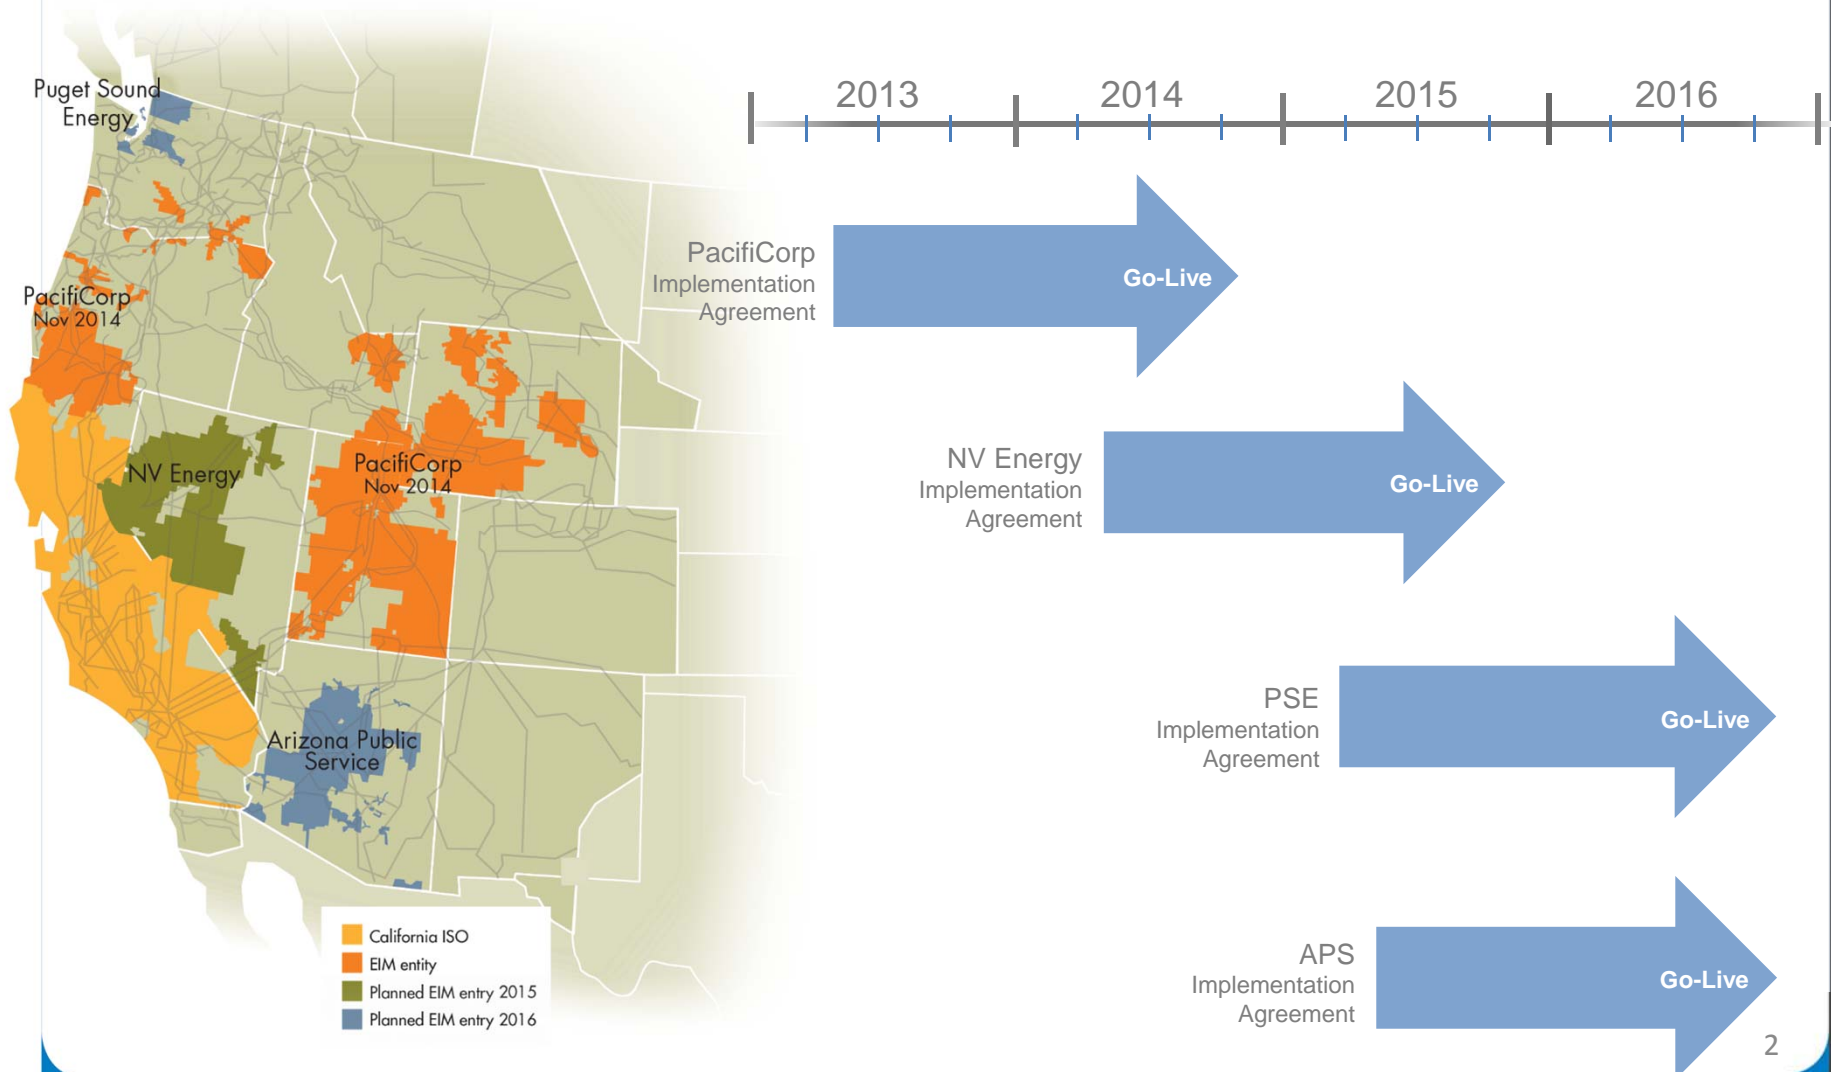 Puget Sound
Energy
PacifiCorp
Nov 2014
NV Energy
PacifiCorp
Nov 2014
Arizona Public
Service
California ISO
EIM entity
Planned EIM entry 2015
Planned EIM entry 2016
2013 2014 2015 2016
PacifiCorp
Implementation
Agreement
Go-Live
NV Energy
Implementation
Agreement
Go-Live
PSE
Implementation
Agreement
Go-Live
APS
Implementation
Agreement
Go-Live
2